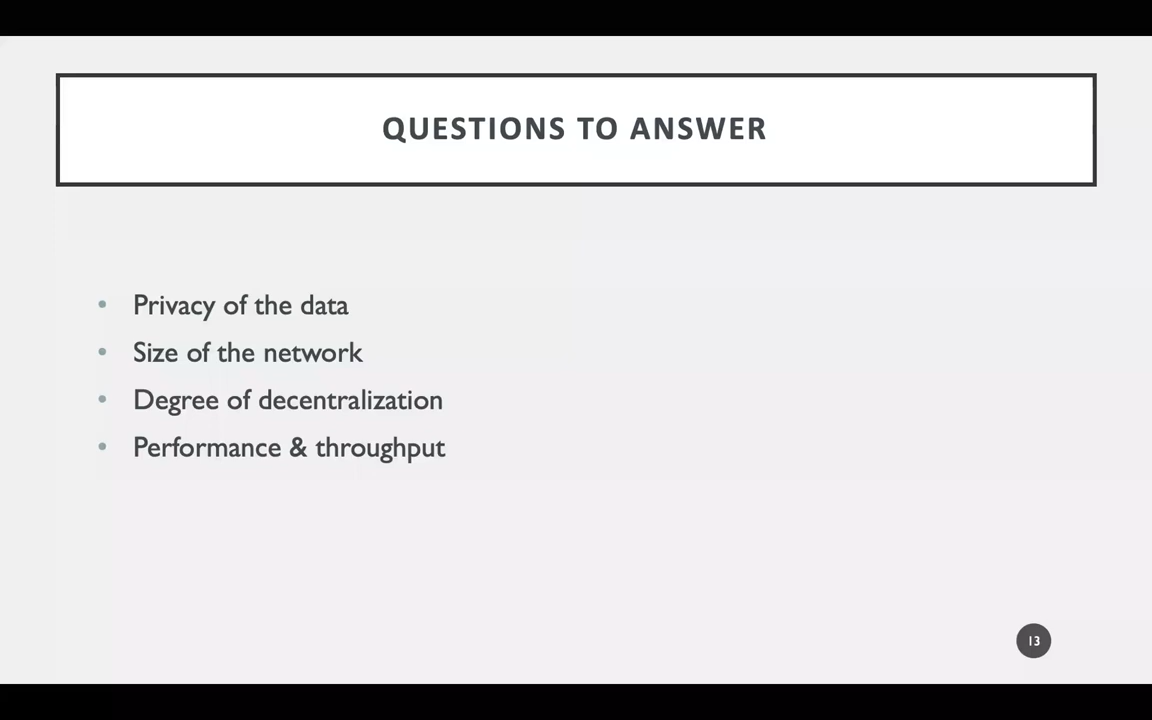 QUESTIONS TO ANSWER
• Privacy of the data
• Size of the network
• Degree of decentralization
• Performance & throughput
13